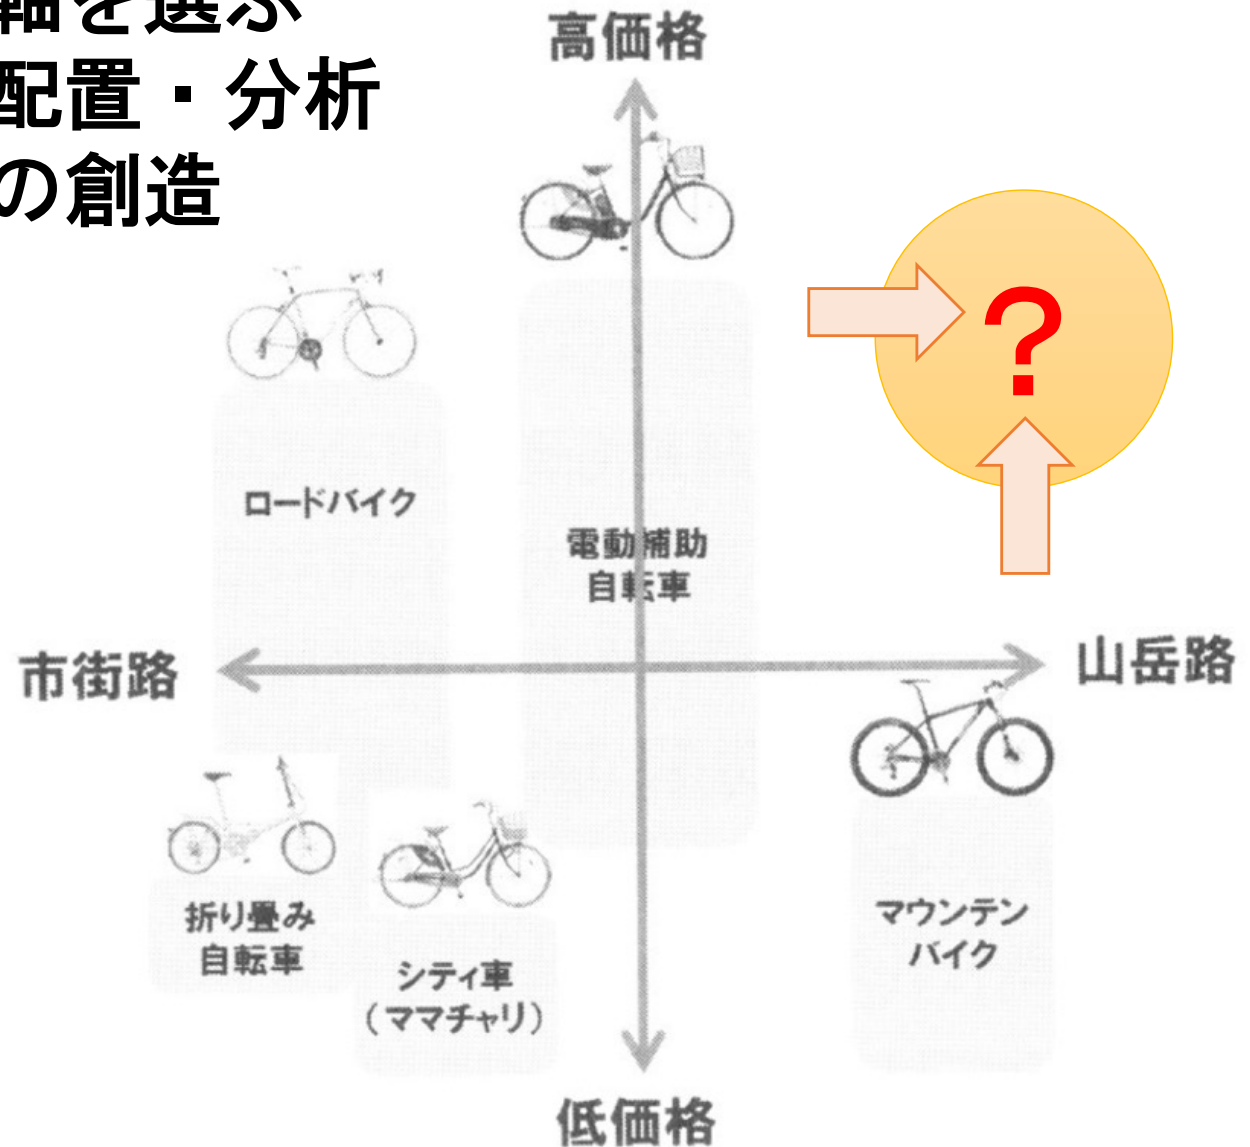 軸を選ぶ
配置・分析
の創造
高価格
?
ロードバイク
電動補助
自転車
市街路
山岳路
折り畳み
自転車
シティ車
(ママチャリ)
マウンテン
バイク
低価格